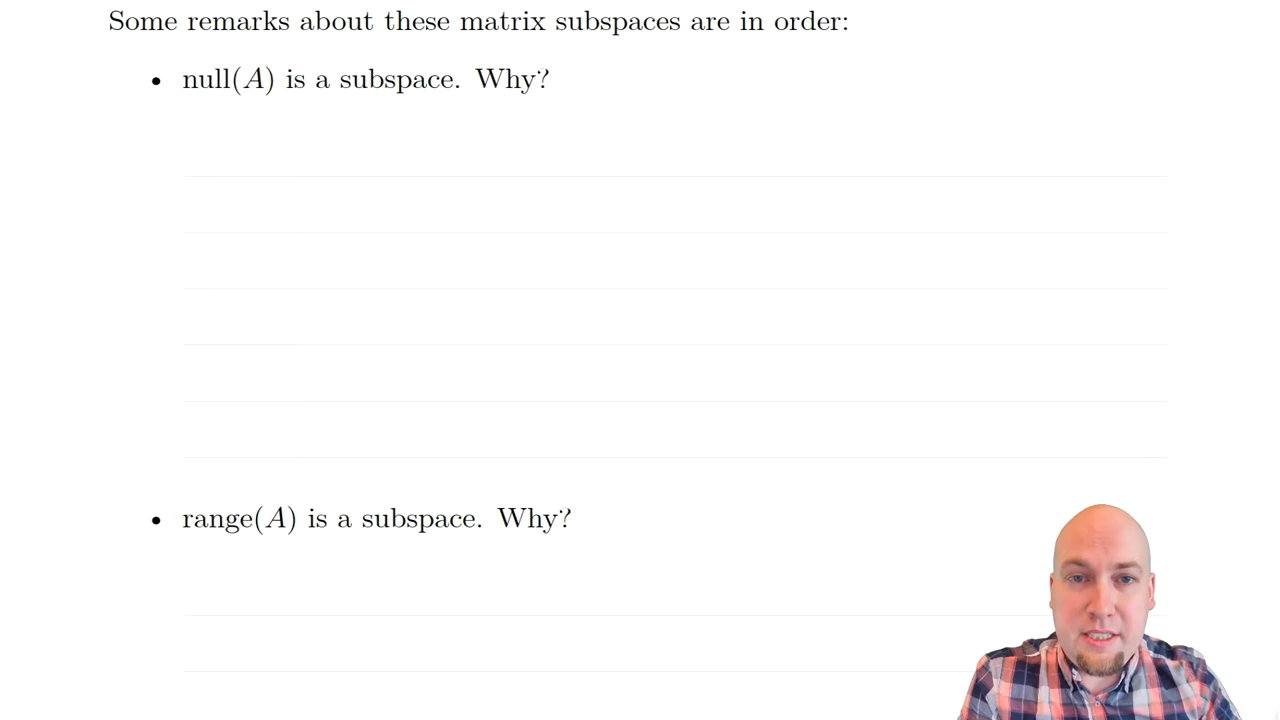 Some remarks about these matrix subspaces are in order:
• null(A) is a subspace. Why?
• range(A) is a subspace. Why?